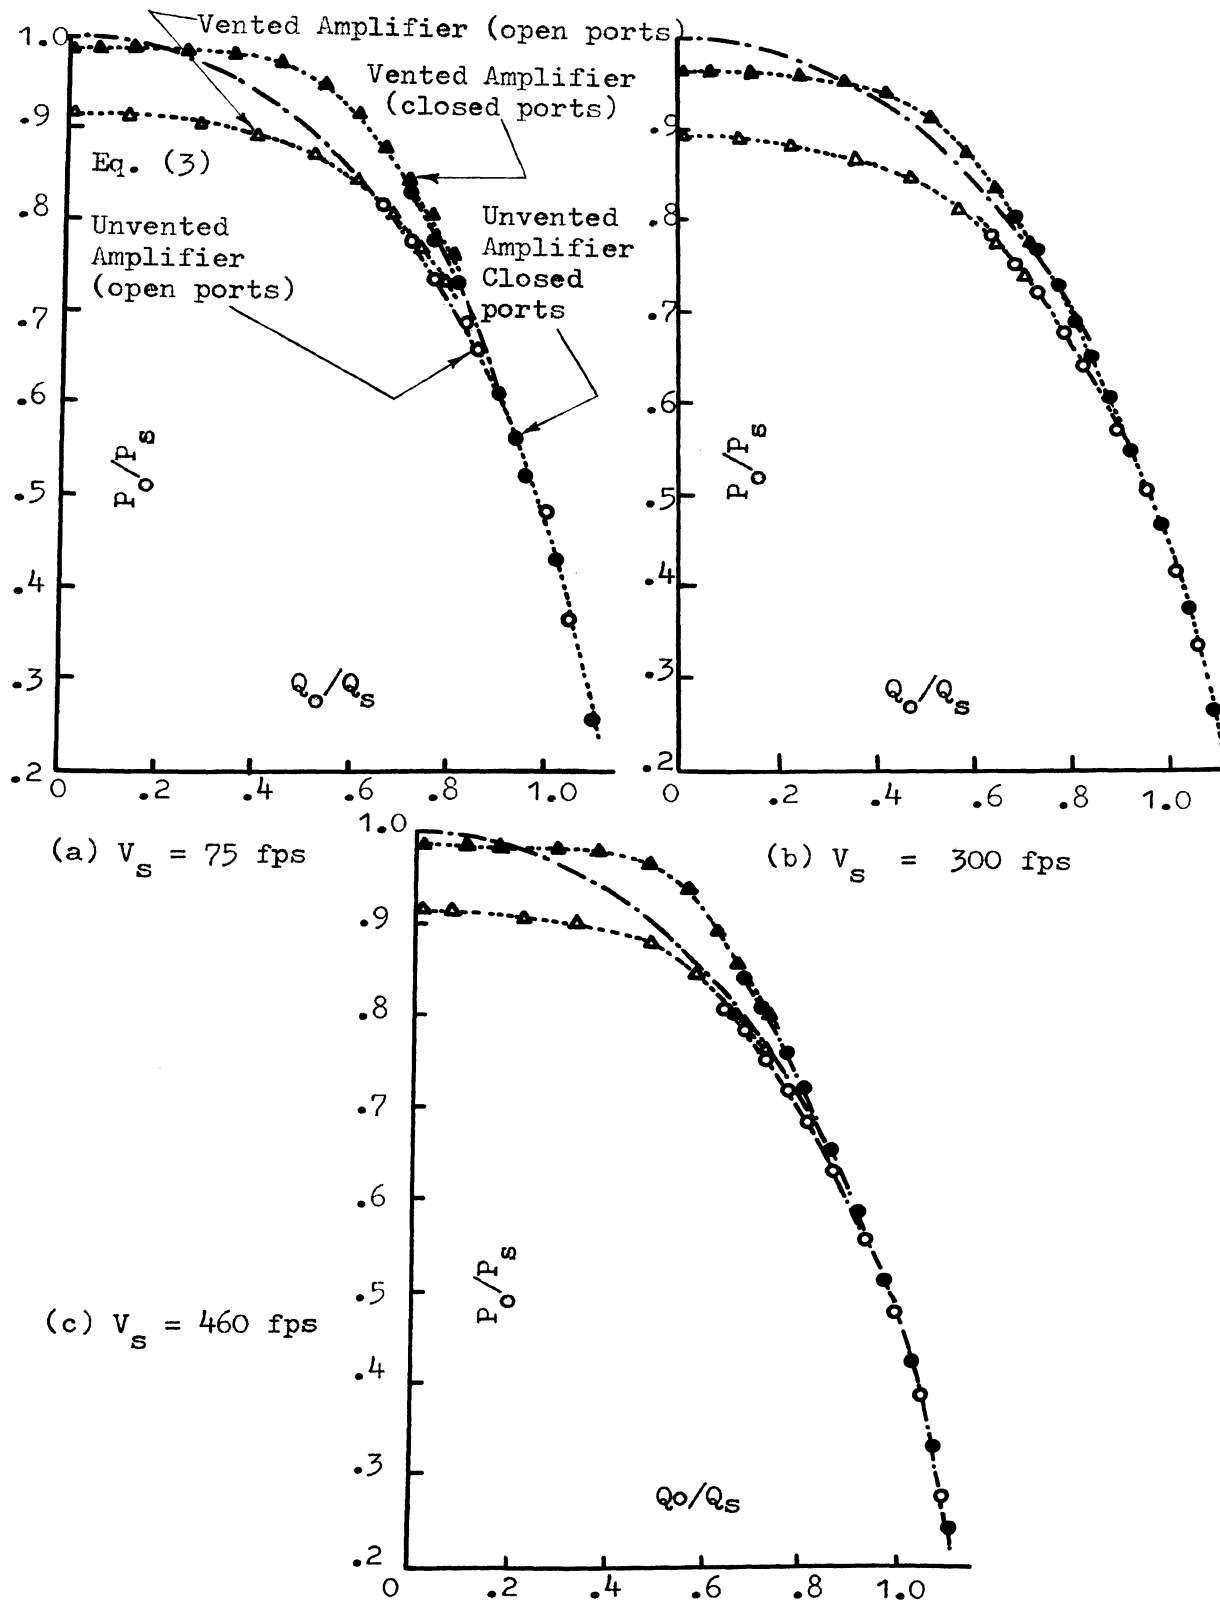 Vented Amplifier (open ports)
Vented Amplifier
(closed ports)
Eq. (3)
Unvented
Amplifier
(open ports)
Unvented
Amplifier
Closed
ports
1.0
.9
.8
.7
.6
.5
.4
.3
.2
P_o/P_s
Q_o/Q_s
0 .2 .4 .6 .8 1.0
(a) V_s = 75 fps
.9
.8
.7
.6
.5
.4
.3
.2
P_o/P_s
Q_o/Q_s
0 .2 .4 .6 .8 1.0
(b) V_s = 300 fps
1.0
.9
.8
.7
.6
.5
.4
.3
.2
P_o/P_s
Qo/Q_s
0 .2 .4 .6 .8 1.0
(c) V_s = 460 fps